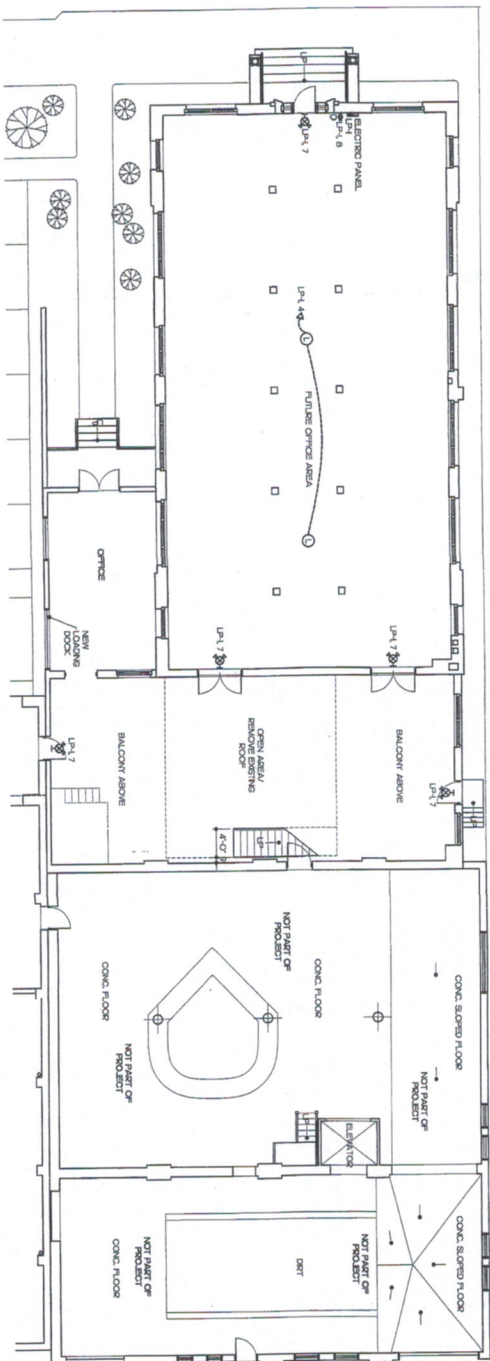 UP
ELECTRIC PANEL
LP-1
LP-1, 8
LP-1, 7
LP-1, 4
L
FUTURE OFFICE AREA
L
UP
OFFICE
NEW
LOADING
DOCK
LP-1, 7
LP-1, 7
LP-1, 7
LP-1, 7
BALCONY ABOVE
OPEN AREA/
REMOVE EXISTING
ROOF
BALCONY ABOVE
UP
4'-0"
UP
NOT PART OF
PROJECT
CONC. FLOOR
CONC. FLOOR
NOT PART OF
PROJECT
CONC. SLOPED FLOOR
NOT PART OF
PROJECT
UP
ELEVATOR
CONC. SLOPED FLOOR
NOT PART OF
PROJECT
DIRT
NOT PART OF
PROJECT
CONC. FLOOR